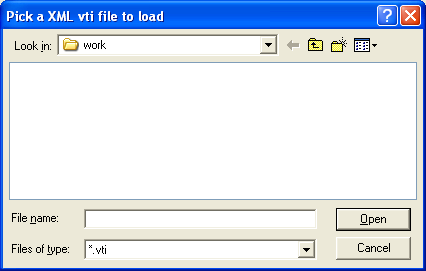 Pick a XML vti file to load
Look in: work
File name:
Open
Files of type: *.vti
Cancel